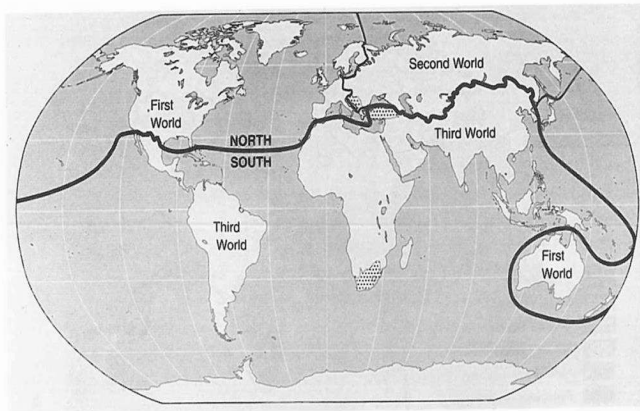 Second World
First
World
NORTH
SOUTH
Third World
Third
World
First
World